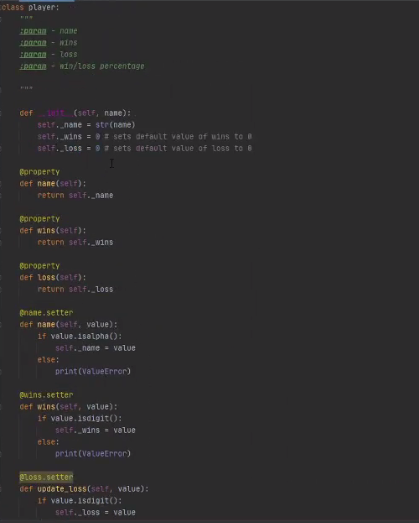 class player:
"""
:param - name
:param - wins
:param - loss
:param - win/loss percentage
"""
def __init__(self, name):
self._name = str(name)
self._wins = 0 # sets default value of wins to 0
self._loss = 0 # sets default value of loss to 0
@property
def name(self):
return self._name
@property
def wins(self):
return self._wins
@property
def loss(self):
return self._loss
@name.setter
def name(self, value):
if value.isalpha():
self._name = value
else:
print(ValueError)
@wins.setter
def wins(self, value):
if value.isdigit():
self._wins = value
else:
print(ValueError)
@loss.setter
def update_loss(self, value):
if value.isdigit():
self._loss = value